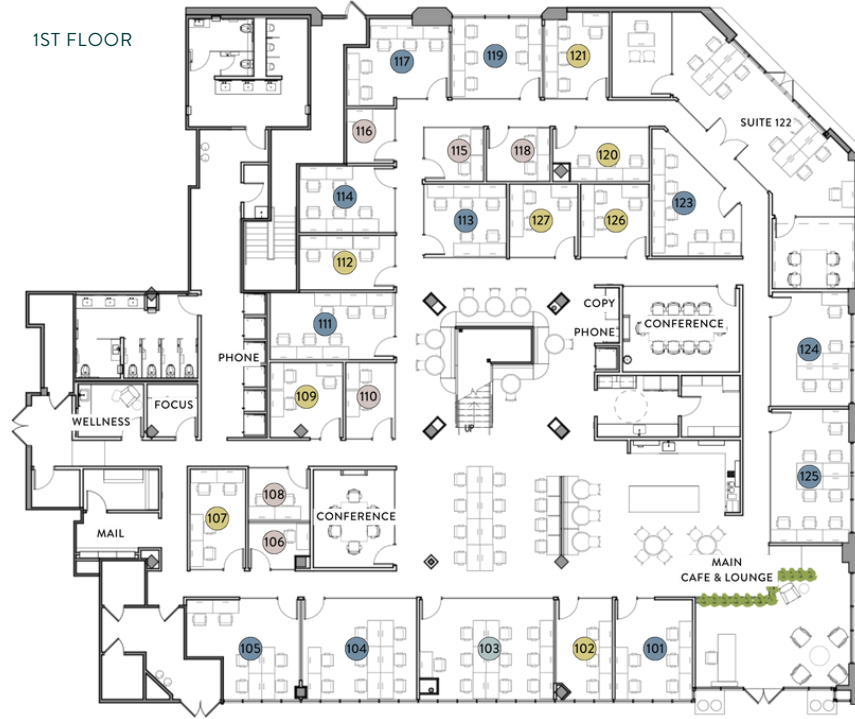 1ST FLOOR
117
119
121
116
115
118
120
SUITE 122
114
113
127
126
123
112
111
PHONE
COPY
PHONE
CONFERENCE
124
109
110
WELLNESS
FOCUS
UP
107
108
106
CONFERENCE
125
MAIL
MAIN
CAFE & LOUNGE
105
104
103
102
101